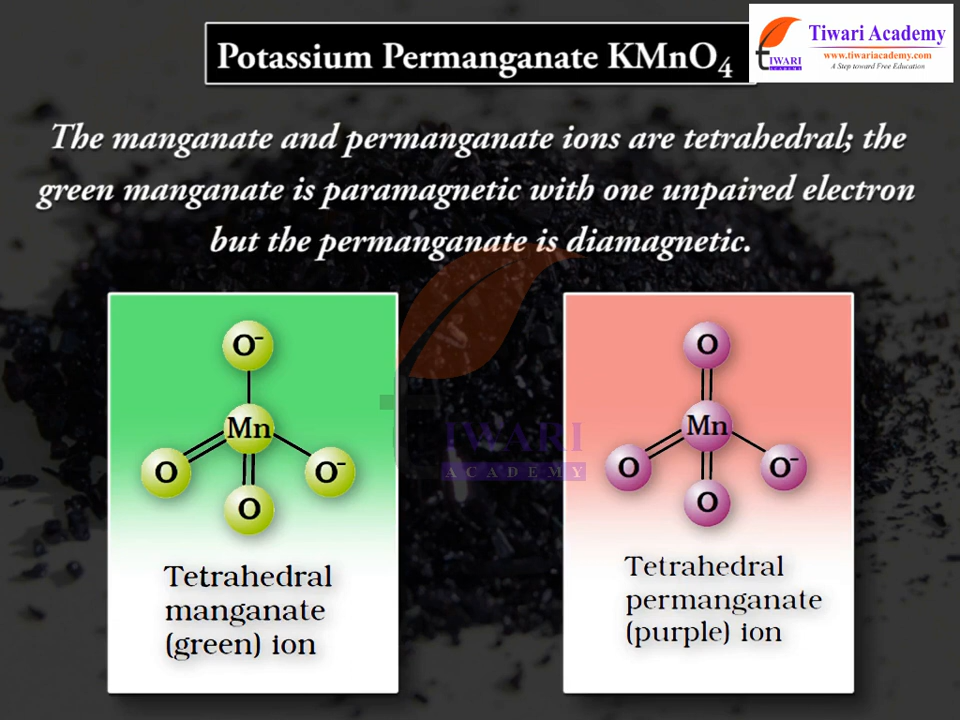 Potassium Permanganate KMnO₄
Tiwari Academy
www.tiwariacademy.com
A Step toward Free Education
tIWARI
ACADEMY
The manganate and permanganate ions are tetrahedral; the
green manganate is paramagnetic with one unpaired electron
but the permanganate is diamagnetic.
O⁻
Mn
O
O⁻
O
Tetrahedral
manganate
(green) ion
tIWARI
ACADEMY
O
Mn
O
O⁻
O
Tetrahedral
permanganate
(purple) ion